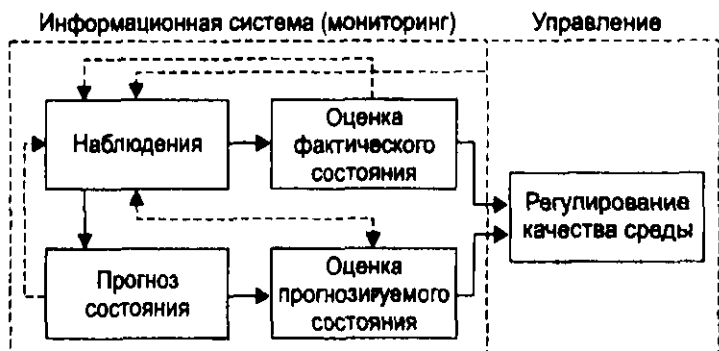 Информационная система (мониторинг)
Управление
Наблюдения
Оценка
фактического
состояния
Регулирование
качества среды
Прогноз
состояния
Оценка
прогнозируемого
состояния